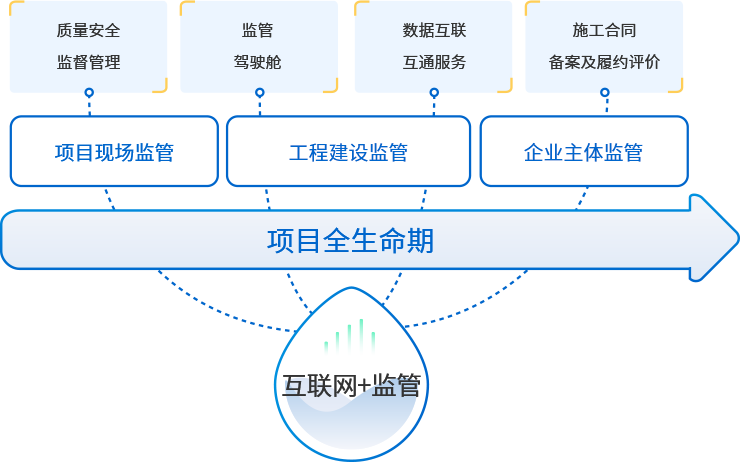 质量安全
监督管理
监管
驾驶舱
数据互联
互通服务
施工合同
备案及履约评价
项目现场监管
工程建设监管
企业主体监管
项目全生命期
互联网+监管